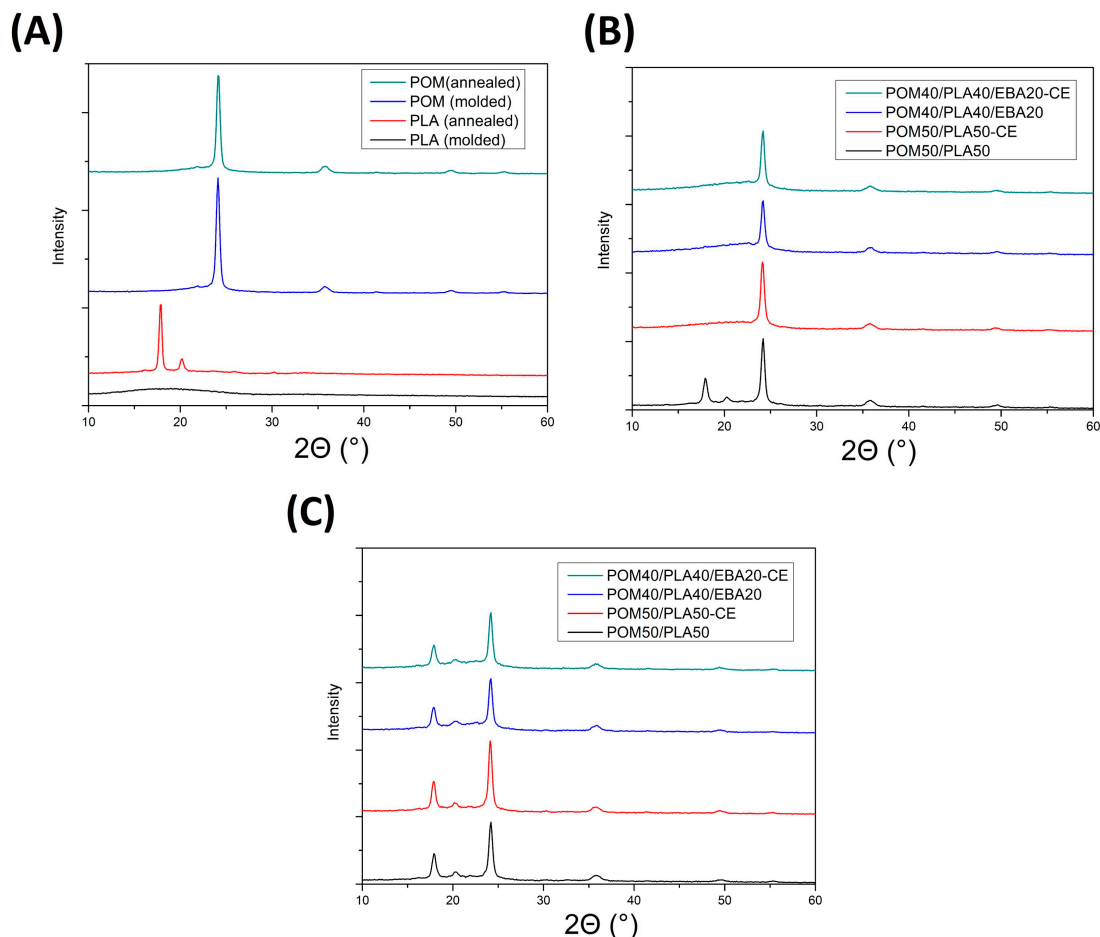 (A)
POM(annealed)
POM (molded)
PLA (annealed)
PLA (molded)
Intensity
10 20 30 40 50 60
2Θ (°)
(B)
POM40/PLA40/EBA20-CE
POM40/PLA40/EBA20
POM50/PLA50-CE
POM50/PLA50
Intensity
10 20 30 40 50 60
2Θ (°)
(C)
POM40/PLA40/EBA20-CE
POM40/PLA40/EBA20
POM50/PLA50-CE
POM50/PLA50
Intensity
10 20 30 40 50 60
2Θ (°)